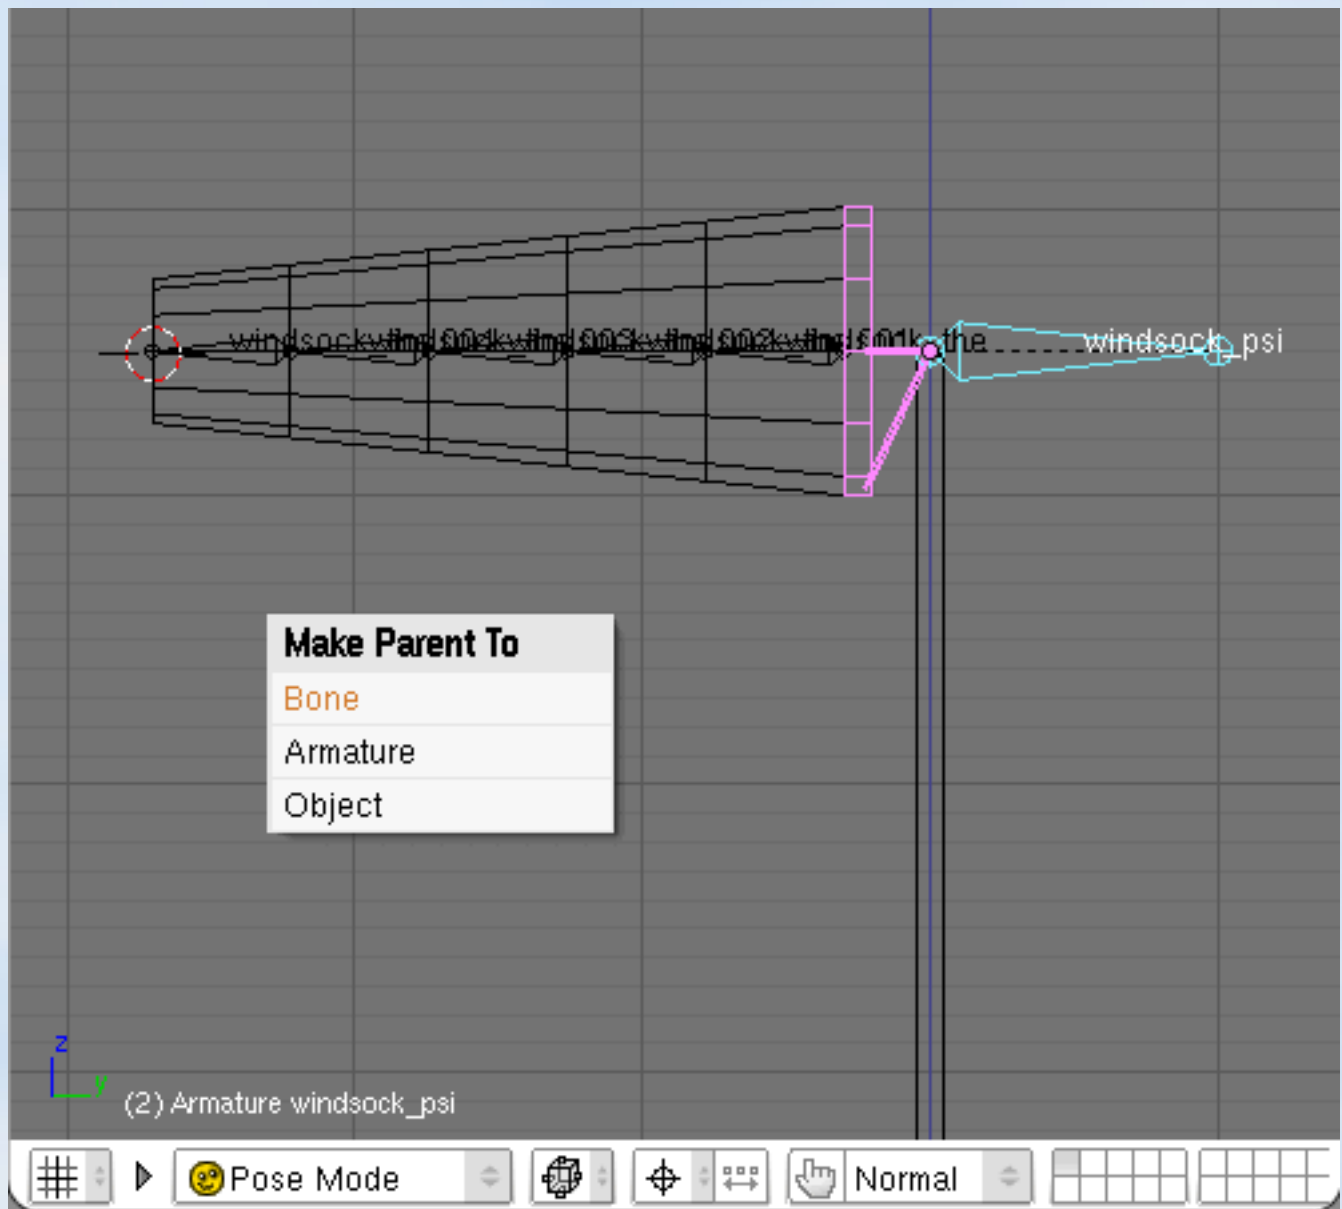 windsock_psi
Make Parent To
Bone
Armature
Object
z
y
(2) Armature windsock_psi
Pose Mode
Normal